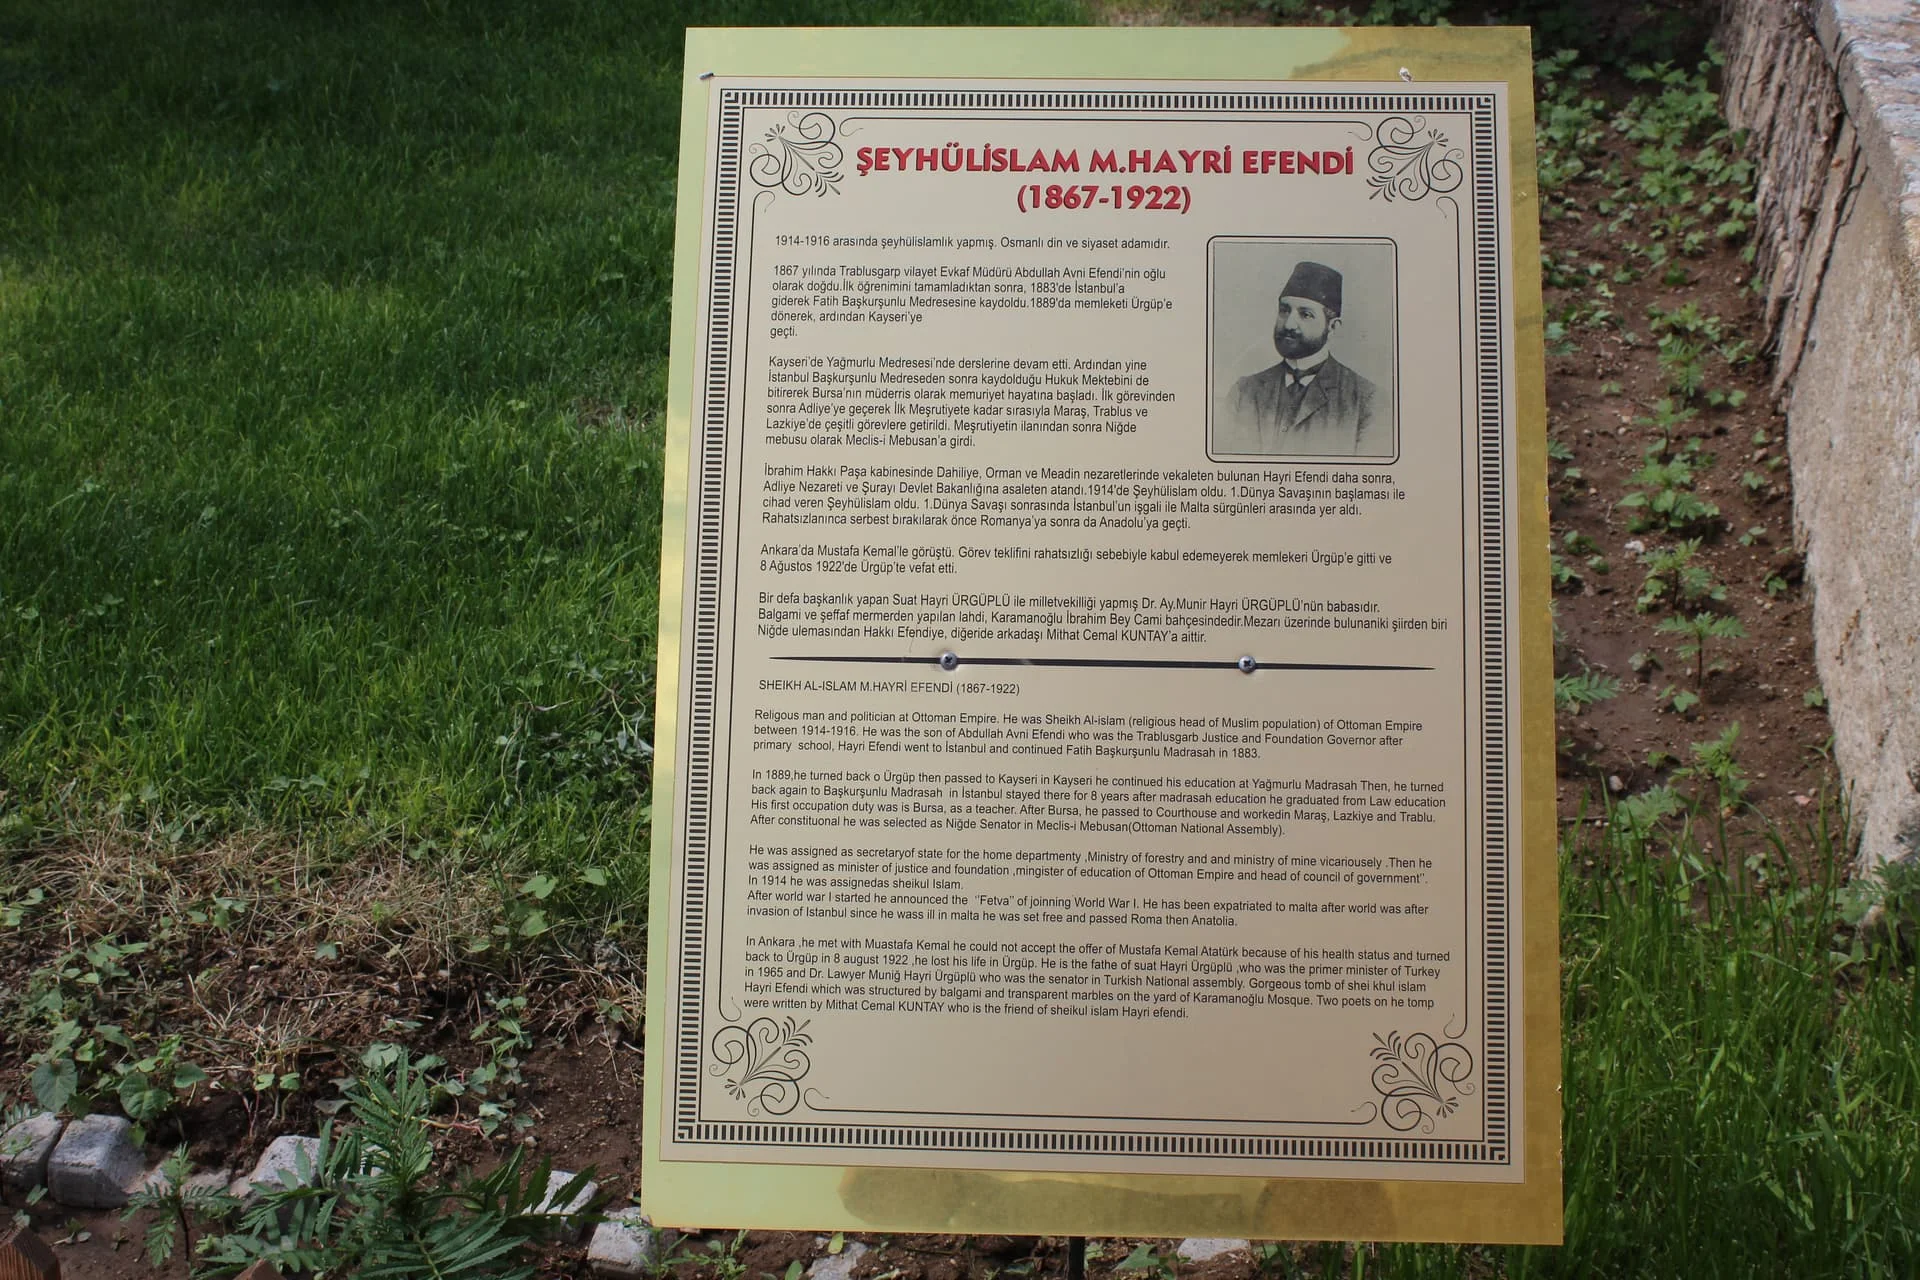 ŞEYHÜLİSLAM M.HAYRİ EFENDİ
(1867-1922)
1914-1916 arasında şeyhülislamlık yapmış. Osmanlı din ve siyaset adamıdır.
1867 yılında Trablusgarp vilayet Evkaf Müdürü Abdullah Avni Efendi'nin oğlu
olarak doğdu.İlk öğrenimini tamamladıktan sonra, 1883'de İstanbul'a
giderek Fatih Başkurşunlu Medresesine kaydoldu.1889'da memleketi Ürgüp'e
dönerek, ardından Kayseri'ye
geçti.
Kayseri'de Yağmurlu Medresesi'nde derslerine devam etti. Ardından yine
İstanbul Başkurşunlu Medreseden sonra kaydolduğu Hukuk Mektebini de
bitirerek Bursa'nın müderris olarak memuriyet hayatına başladı. İlk görevinden
sonra Adliye'ye geçerek İlk Meşrutiyete kadar sırasıyla Maraş, Trablus ve
Lazkiye'de çeşitli görevlere getirildi. Meşrutiyetin ilanından sonra Niğde
mebusu olarak Meclis-i Mebusan'a girdi.
İbrahim Hakkı Paşa kabinesinde Dahiliye, Orman ve Meadin nezaretlerinde vekaleten bulunan Hayri Efendi daha sonra,
Adliye Nezareti ve Şurayı Devlet Bakanlığına asaleten atandı.1914'de Şeyhülislam oldu. 1.Dünya Savaşının başlaması ile
cihad veren Şeyhülislam oldu. 1.Dünya Savaşı sonrasında İstanbul'un işgali ile Malta sürgünleri arasında yer aldı.
Rahatsızlanınca serbest bırakılarak önce Romanya'ya sonra da Anadolu'ya geçti.
Ankara'da Mustafa Kemal'le görüştü. Görev teklifini rahatsızlığı sebebiyle kabul edemeyerek memlekeri Ürgüp'e gitti ve
8 Ağustos 1922'de Ürgüp'te vefat etti.
Bir defa başkanlık yapan Suat Hayri ÜRGÜPLÜ ile milletvekilliği yapmış Dr. Ay.Munir Hayri ÜRGÜPLÜ'nün babasıdır.
Balgami ve şeffaf mermerden yapılan lahdi, Karamanoğlu İbrahim Bey Cami bahçesindedir.Mezarı üzerinde bulunaniki şiirden biri
Niğde ulemasından Hakkı Efendiye, diğeride arkadaşı Mithat Cemal KUNTAY'a aittir.
SHEIKH AL-ISLAM M.HAYRİ EFENDİ (1867-1922)
Religous man and politician at Ottoman Empire. He was Sheikh Al-islam (religious head of Muslim population) of Ottoman Empire
between 1914-1916. He was the son of Abdullah Avni Efendi who was the Trablusgarb Justice and Foundation Governor after
primary school, Hayri Efendi went to İstanbul and continued Fatih Başkurşunlu Madrasah in 1883.
In 1889,he turned back o Ürgüp then passed to Kayseri in Kayseri he continued his education at Yağmurlu Madrasah Then, he turned
back again to Başkurşunlu Madrasah in İstanbul stayed there for 8 years after madrasah education he graduated from Law education
His first occupation duty was is Bursa, as a teacher. After Bursa, he passed to Courthouse and workedin Maraş, Lazkiye and Trablu.
After constituonal he was selected as Niğde Senator in Meclis-i Mebusan(Ottoman National Assembly).
He was assigned as secretaryof state for the home departmenty ,Ministry of forestry and and ministry of mine vicariousely .Then he
was assigned as minister of justice and foundation ,mingister of education of Ottoman Empire and head of council of government''.
In 1914 he was assignedas sheikul Islam.
After world war I started he announced the ''Fetva'' of joinning World War I. He has been expatriated to malta after world was after
invasion of Istanbul since he wass ill in malta he was set free and passed Roma then Anatolia.
In Ankara ,he met with Muastafa Kemal he could not accept the offer of Mustafa Kemal Atatürk because of his health status and turned
back to Ürgüp in 8 august 1922 ,he lost his life in Ürgüp. He is the fathe of suat Hayri Ürgüplü ,who was the primer minister of Turkey
in 1965 and Dr. Lawyer Muniğ Hayri Ürgüplü who was the senator in Turkish National assembly. Gorgeous tomb of shei khul islam
Hayri Efendi which was structured by balgami and transparent marbles on the yard of Karamanoğlu Mosque. Two poets on he tomp
were written by Mithat Cemal KUNTAY who is the friend of sheikul islam Hayri efendi.